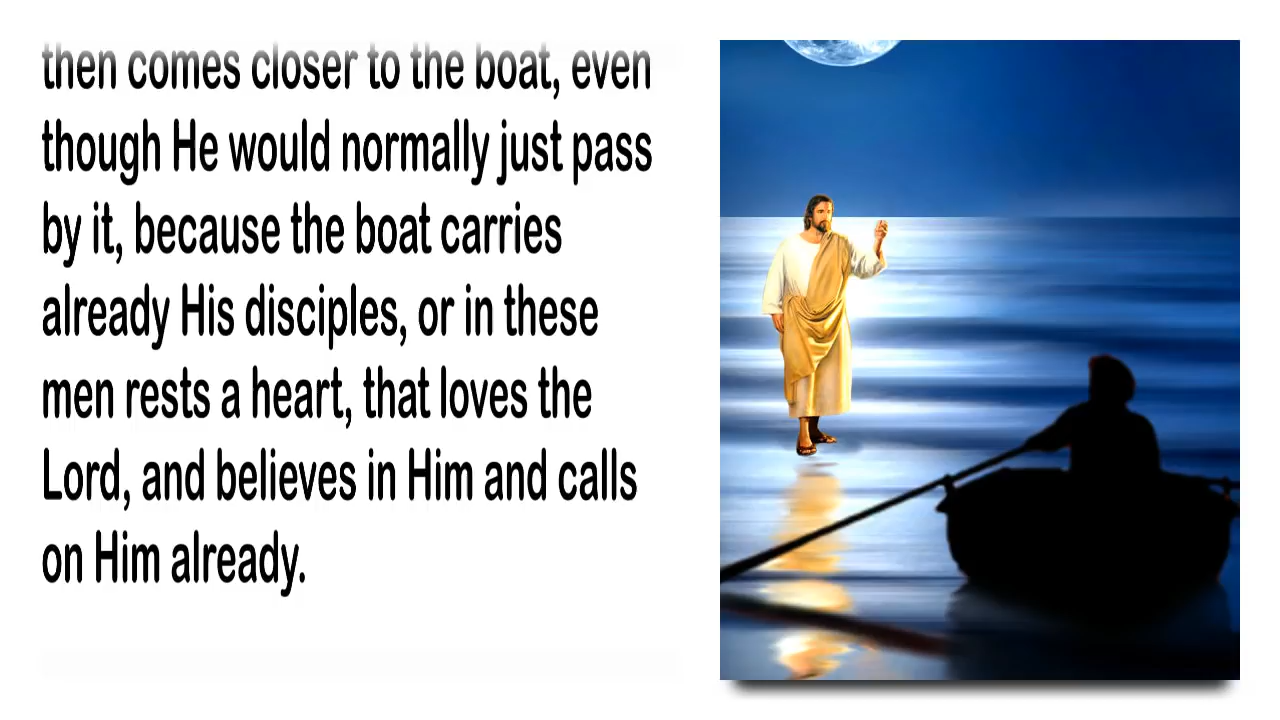 then comes closer to the boat, even
though He would normally just pass
by it, because the boat carries
already His disciples, or in these
men rests a heart, that loves the
Lord, and believes in Him and calls
on Him already.